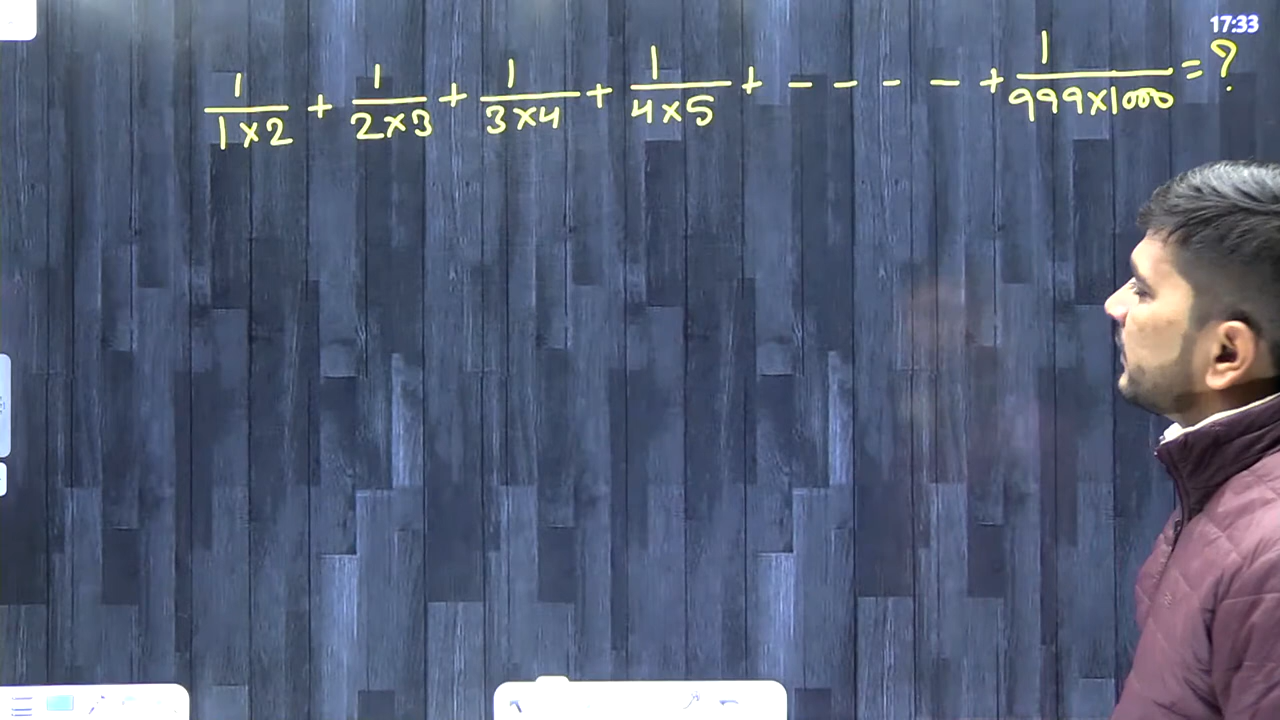 17:33
1/1×2 + 1/2×3 + 1/3×4 + 1/4×5 + - - - - + 1/999×1000 = ?